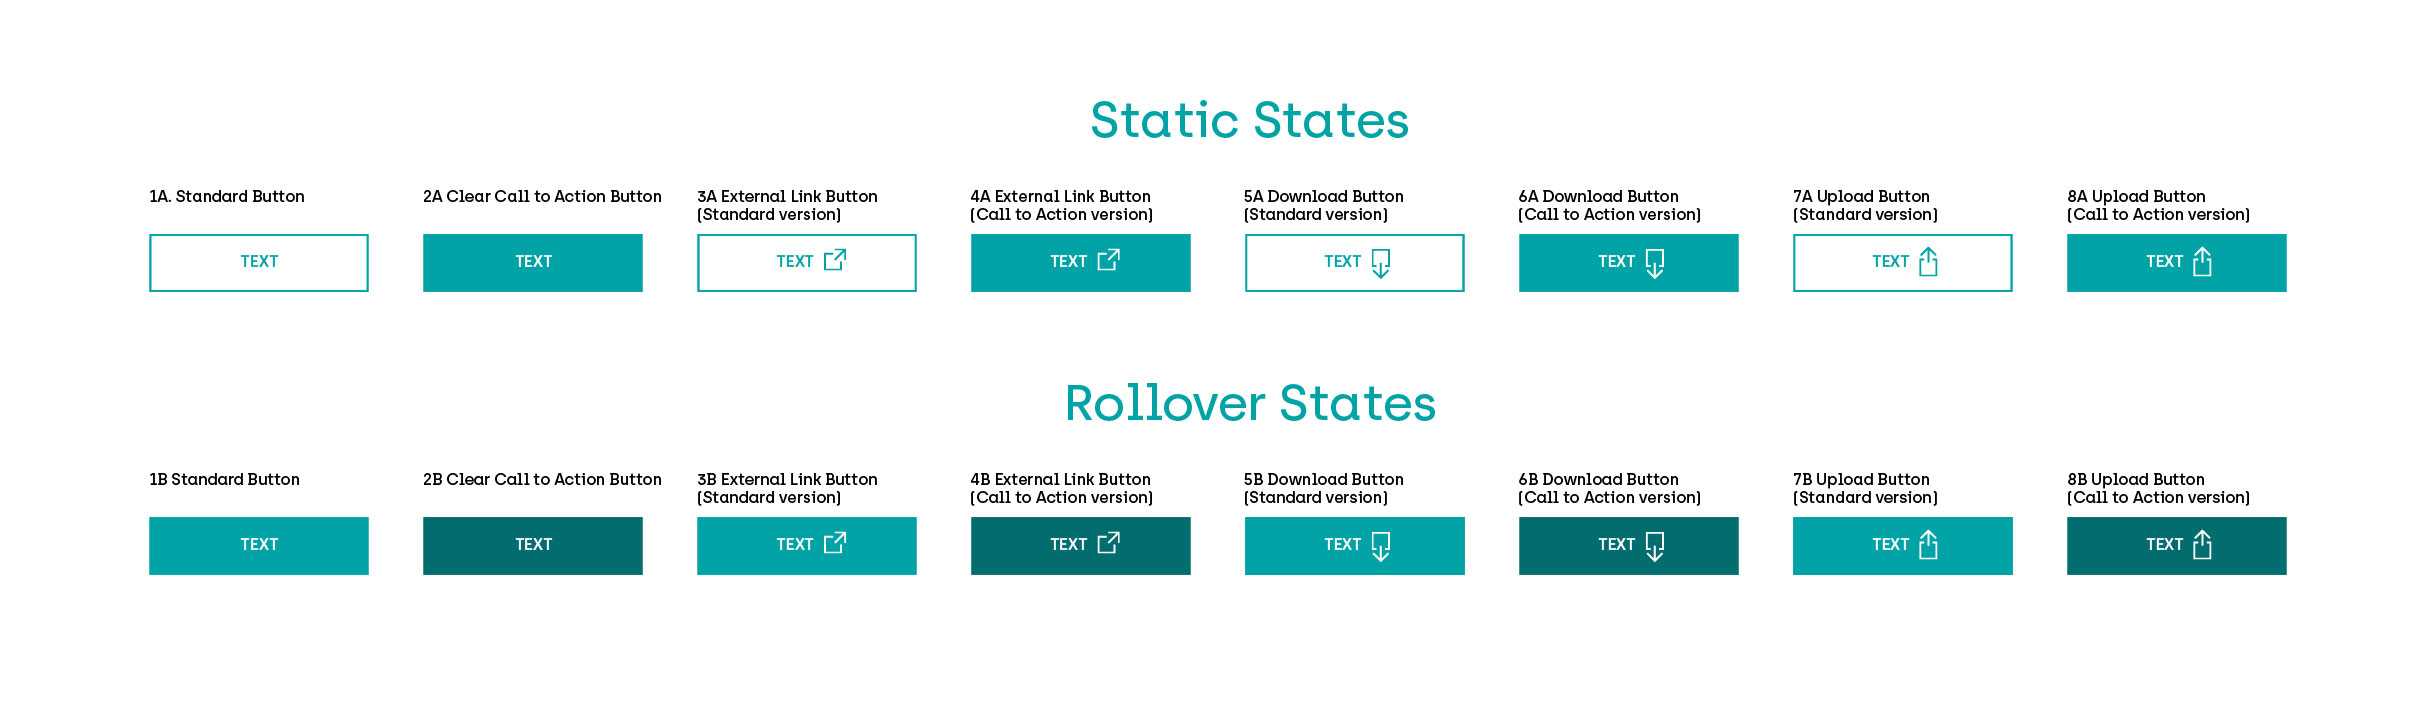 Static States
1A. Standard Button
2A Clear Call to Action Button
3A External Link Button
(Standard version)
4A External Link Button
(Call to Action version)
5A Download Button
(Standard version)
6A Download Button
(Call to Action version)
7A Upload Button
(Standard version)
8A Upload Button
(Call to Action version)
TEXT
TEXT
TEXT
TEXT
TEXT
TEXT
TEXT
TEXT
Rollover States
1B Standard Button
2B Clear Call to Action Button
3B External Link Button
(Standard version)
4B External Link Button
(Call to Action version)
5B Download Button
(Standard version)
6B Download Button
(Call to Action version)
7B Upload Button
(Standard version)
8B Upload Button
(Call to Action version)
TEXT
TEXT
TEXT
TEXT
TEXT
TEXT
TEXT
TEXT